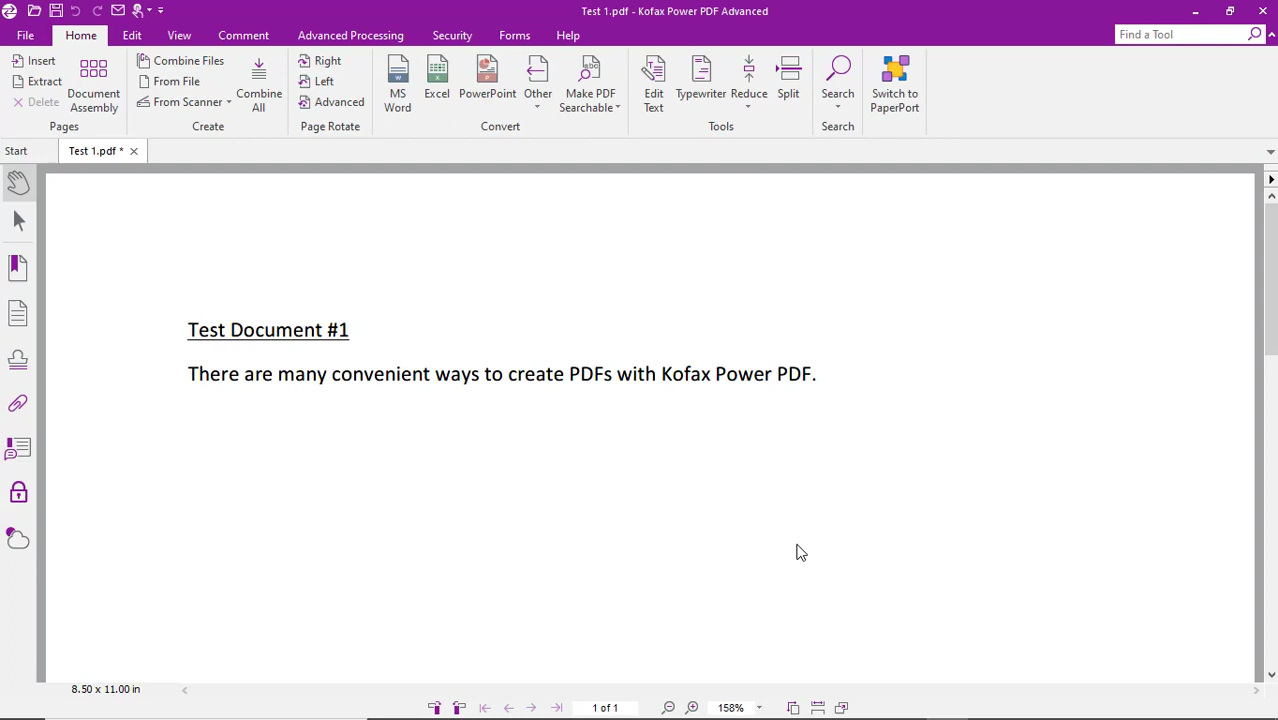 Test 1.pdf - Kofax Power PDF Advanced
File Home Edit View Comment Advanced Processing Security Forms Help Find a Tool
Insert
Extract
Delete
Document Assembly
Pages
Combine Files
From File
From Scanner
Combine All
Create
Right
Left
Advanced
Page Rotate
MS Word
Excel
PowerPoint
Other
Make PDF Searchable
Convert
Edit Text
Typewriter
Reduce
Split
Tools
Search
Search
Switch to PaperPort
Start Test 1.pdf *
Test Document #1
There are many convenient ways to create PDFs with Kofax Power PDF.
8.50 x 11.00 in
1 of 1 158%